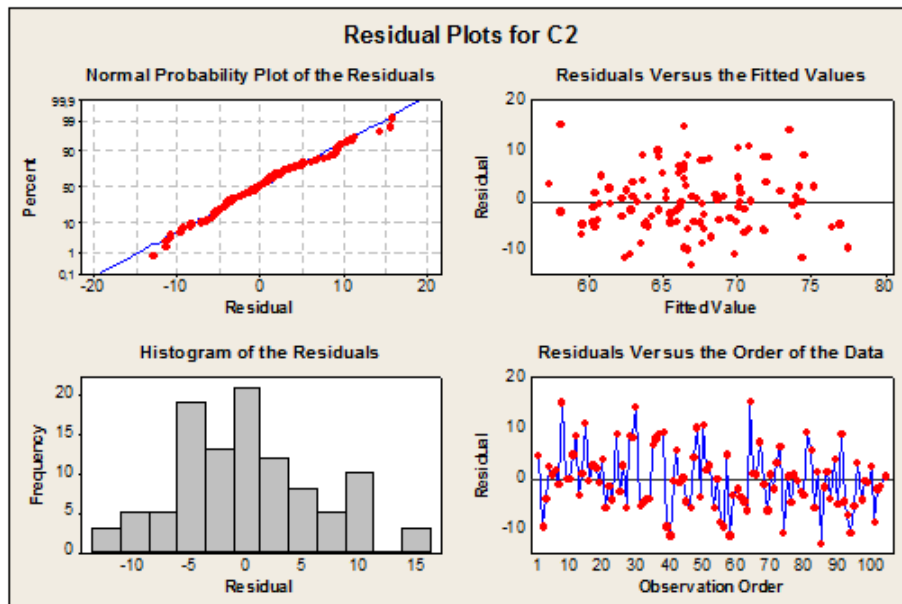 Residual Plots for C2
Normal Probability Plot of the Residuals
99,9
99
90
50
10
1
0,1
Percent
-20 -10 0 10 20
Residual
Residuals Versus the Fitted Values
20
10
0
-10
Residual
60 65 70 75 80
Fitted Value
Histogram of the Residuals
20
15
10
5
0
Frequency
-10 -5 0 5 10 15
Residual
Residuals Versus the Order of the Data
20
10
0
-10
Residual
1 10 20 30 40 50 60 70 80 90 100
Observation Order